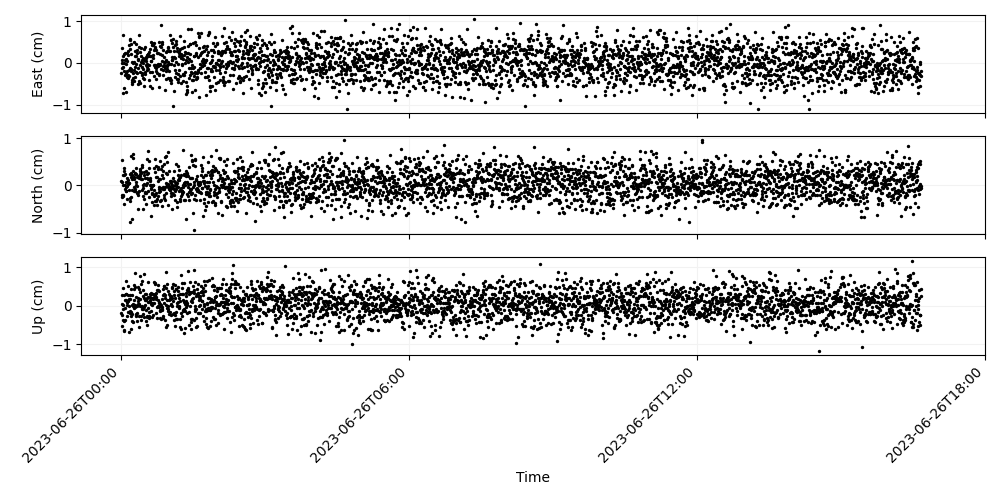 1
0
−1
East (cm)
1
0
−1
North (cm)
1
0
−1
Up (cm)
2023-06-26T00:00
2023-06-26T06:00
2023-06-26T12:00
2023-06-26T18:00
Time